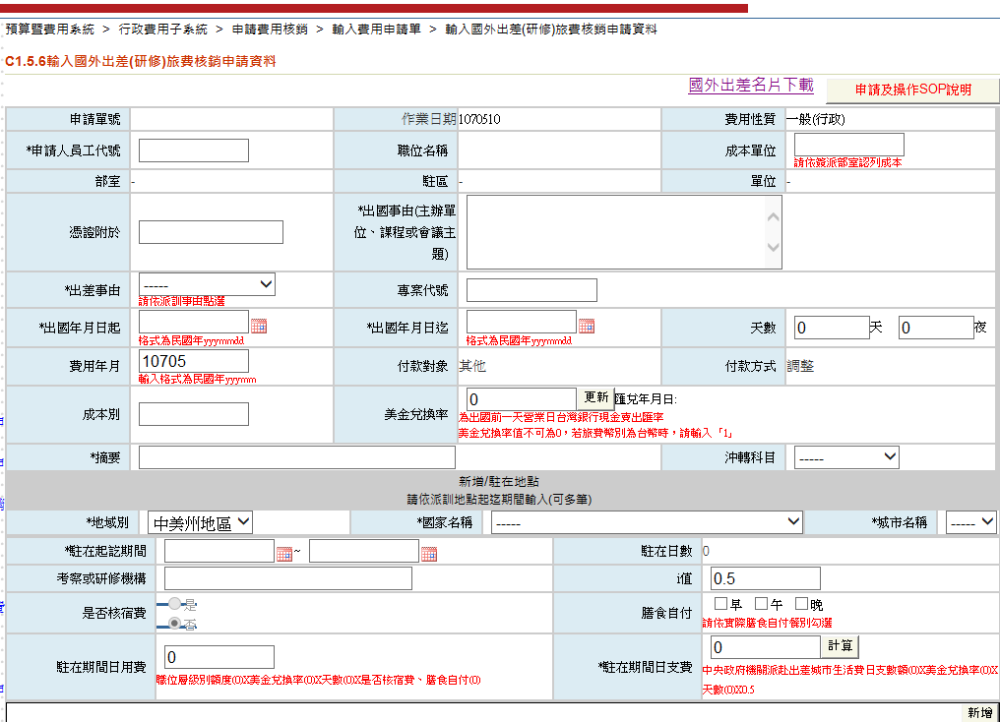 預算暨費用系統 > 行政費用子系統 > 申請費用核銷 > 輸入費用申請單 > 輸入國外出差(研修)旅費核銷申請資料
C1.5.6輸入國外出差(研修)旅費核銷申請資料
國外出差名片下載 申請及操作SOP說明
申請單號 作業日期 1070510 費用性質 一般(行政)
*申請人員工代號 職位名稱 成本單位
請依簽派部室認列成本
部室 - 駐區 - 單位 -
憑證附於 *出國事由(主辦單
位、課程或會議主
題)
*出差事由 ----- 專案代號
請依派訓事由點選
*出國年月日起 *出國年月日迄 天數 0 天 0 夜
格式為民國年yyymmdd 格式為民國年yyymmdd
費用年月 10705 付款對象 其他 付款方式 調整
輸入格式為民國年yyymm
成本別 美金兌換率 0 更新 匯兌年月日:
為出國前一天營業日台灣銀行現金賣出匯率
美金兌換率值不可為0，若旅費幣別為台幣時，請輸入「1」
*摘要 沖轉科目 -----
新增/駐在地點
請依派訓地點起迄期間輸入(可多筆)
*地域別 中美州地區 *國家名稱 ----- *城市名稱 -----
*駐在起訖期間 ~ 駐在日數 0
考察或研修機構 i值 0.5
是否核宿費 是 否 膳食自付 早 午 晚
請依實際膳食自付餐別勾選
駐在期間日用費 0 *駐在期間日支費 0 計算
職位層級別額度(0)X美金兌換率(0)X天數(0)X是否核宿費、膳食自付(0)
中央政府機關派赴出差城市生活費日支數額(0)X美金兌換率(0)X
天數(0)X0.5
新增